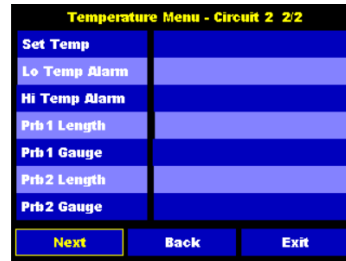 Temperature Menu - Circuit 2 2/2
Set Temp
Lo Temp Alarm
Hi Temp Alarm
Prb1 Length
Prb1 Gauge
Prb2 Length
Prb2 Gauge
Next Back Exit